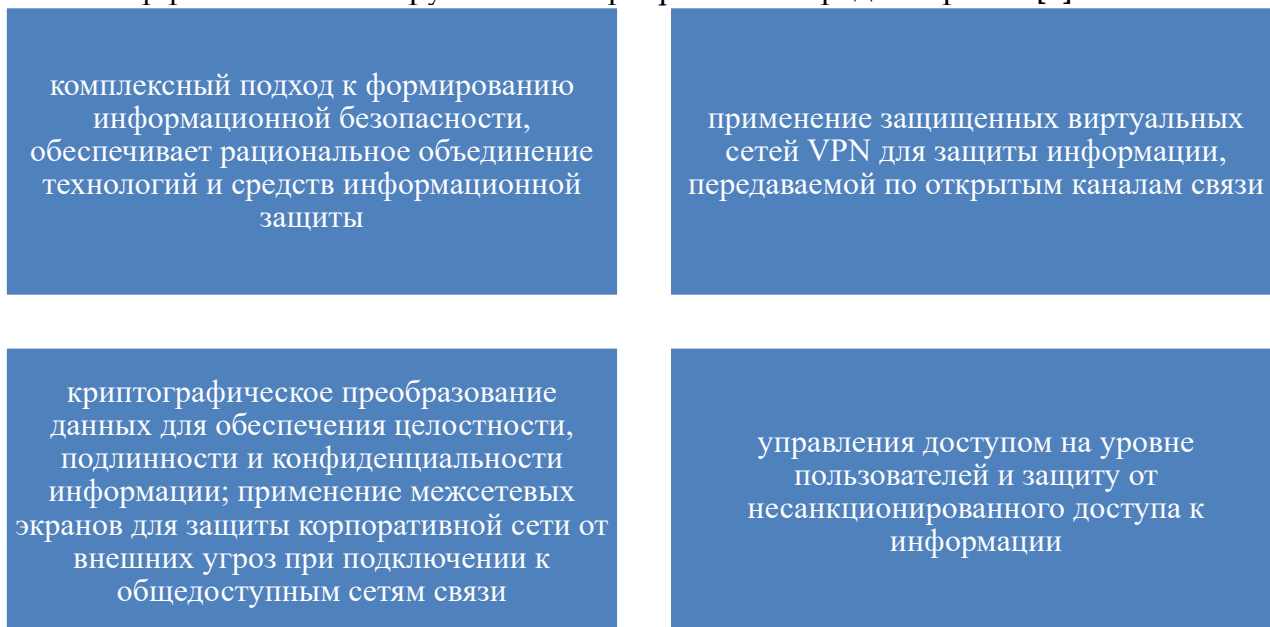 комплексный подход к формированию
информационной безопасности,
обеспечивает рациональное объединение
технологий и средств информационной
защиты
применение защищенных виртуальных
сетей VPN для защиты информации,
передаваемой по открытым каналам связи
криптографическое преобразование
данных для обеспечения целостности,
подлинности и конфиденциальности
информации; применение межсетевых
экранов для защиты корпоративной сети от
внешних угроз при подключении к
общедоступным сетям связи
управления доступом на уровне
пользователей и защиту от
несанкционированного доступа к
информации